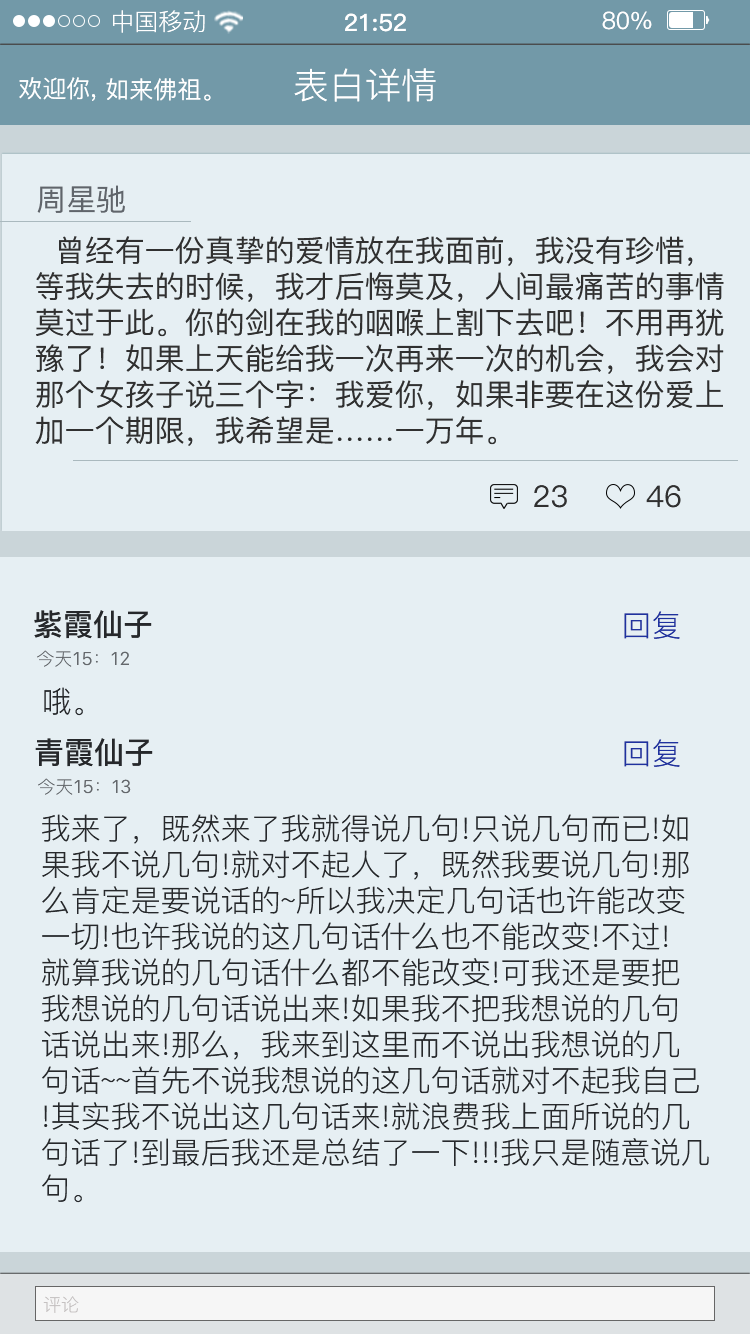 中国移动 21:52 80%
欢迎你, 如来佛祖。 表白详情
周星驰
曾经有一份真挚的爱情放在我面前，我没有珍惜，
等我失去的时候，我才后悔莫及，人间最痛苦的事情
莫过于此。你的剑在我的咽喉上割下去吧！不用再犹
豫了！如果上天能给我一次再来一次的机会，我会对
那个女孩子说三个字：我爱你，如果非要在这份爱上
加一个期限，我希望是……一万年。
23 46
紫霞仙子 回复
今天15：12
哦。
青霞仙子 回复
今天15：13
我来了，既然来了我就得说几句!只说几句而已!如
果我不说几句!就对不起人了，既然我要说几句!那
么肯定是要说话的~所以我决定几句话也许能改变
一切!也许我说的这几句话什么也不能改变!不过!
就算我说的几句话什么都不能改变!可我还是要把
我想说的几句话说出来!如果我不把我想说的几句
话说出来!那么，我来到这里而不说出我想说的几
句话~~首先不说我想说的这几句话就对不起我自己
!其实我不说出这几句话来!就浪费我上面所说的几
句话了!到最后我还是总结了一下!!!我只是随意说几
句。
评论